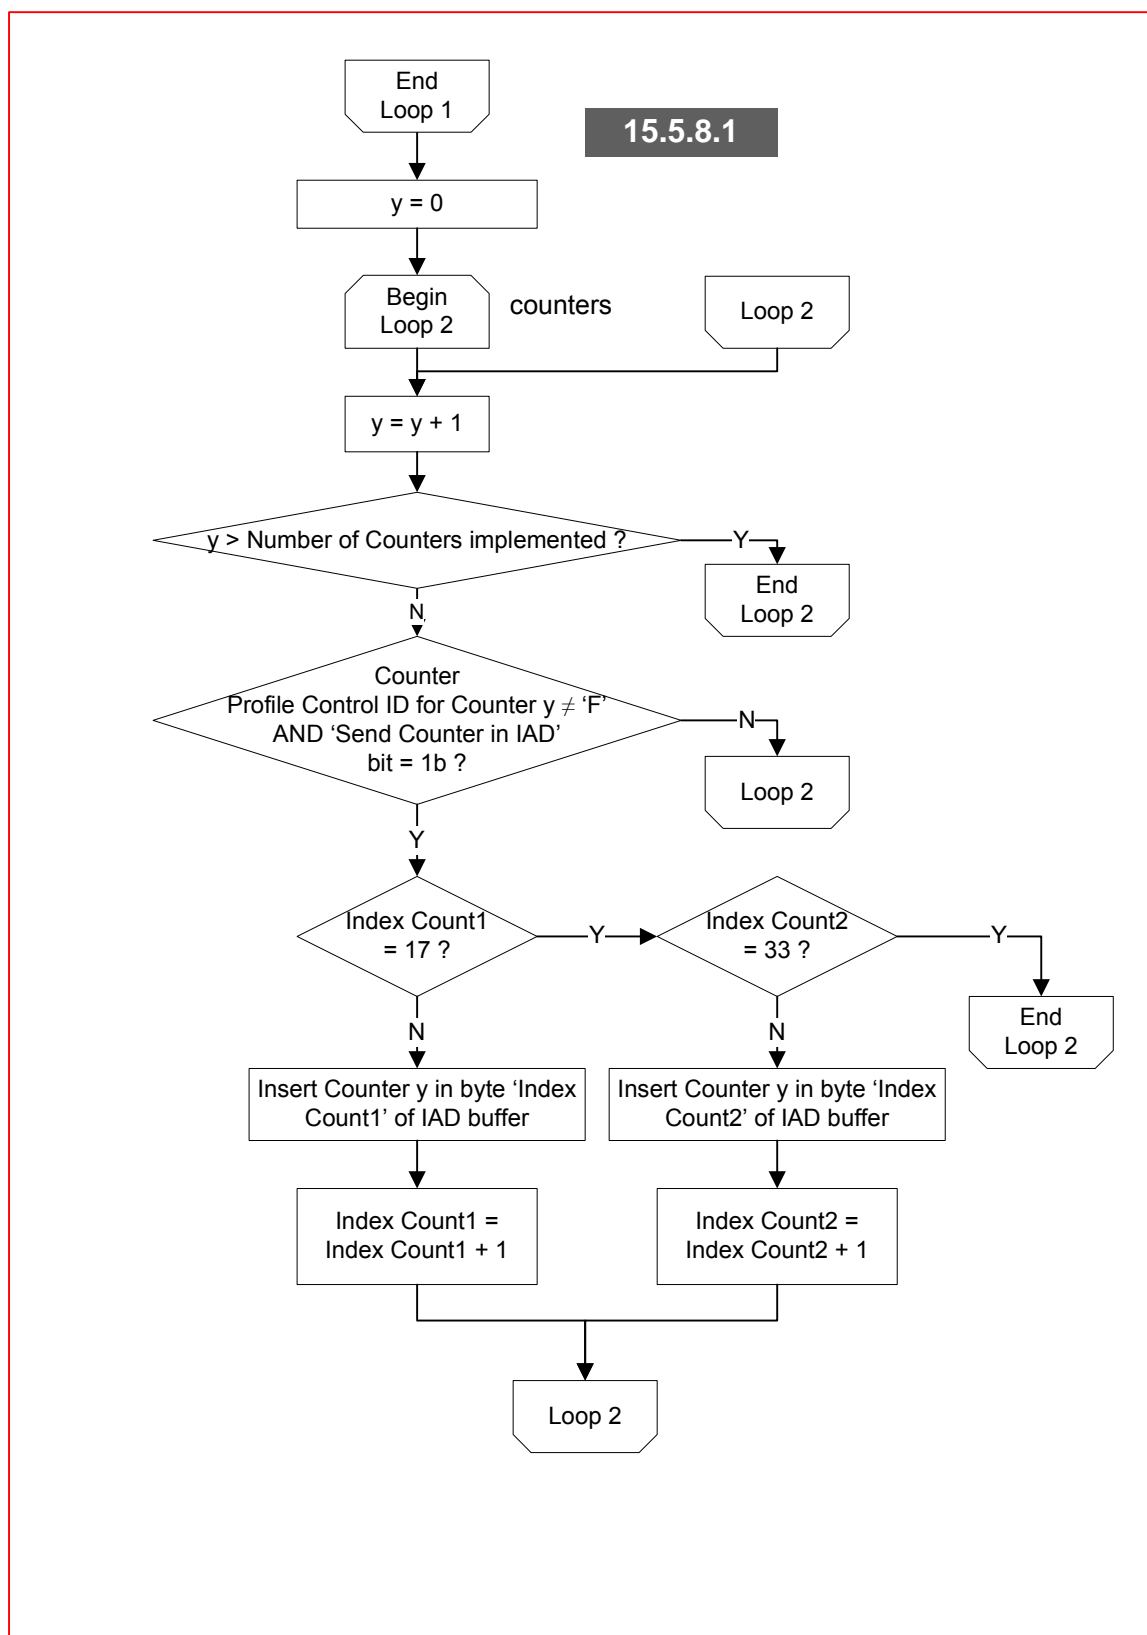 End
Loop 1
15.5.8.1
y = 0
Begin
Loop 2
counters
Loop 2
y = y + 1
y > Number of Counters implemented ?
Y
End
Loop 2
N
Counter
Profile Control ID for Counter y ≠ ‘F’
AND ‘Send Counter in IAD’
bit = 1b ?
N
Loop 2
Y
Index Count1
= 17 ?
Y
Index Count2
= 33 ?
Y
End
Loop 2
N
N
Insert Counter y in byte ‘Index
Count1’ of IAD buffer
Insert Counter y in byte ‘Index
Count2’ of IAD buffer
Index Count1 =
Index Count1 + 1
Index Count2 =
Index Count2 + 1
Loop 2